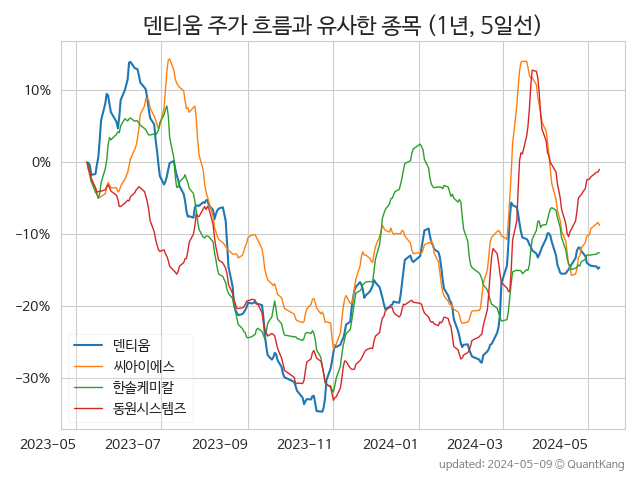 덴티움 주가 흐름과 유사한 종목 (1년, 5일선)
10%
0%
−10%
−20%
−30%
덴티움
씨아이에스
한솔케미칼
동원시스템즈
2023-05 2023-07 2023-09 2023-11 2024-01 2024-03 2024-05
updated: 2024-05-09 © QuantKang